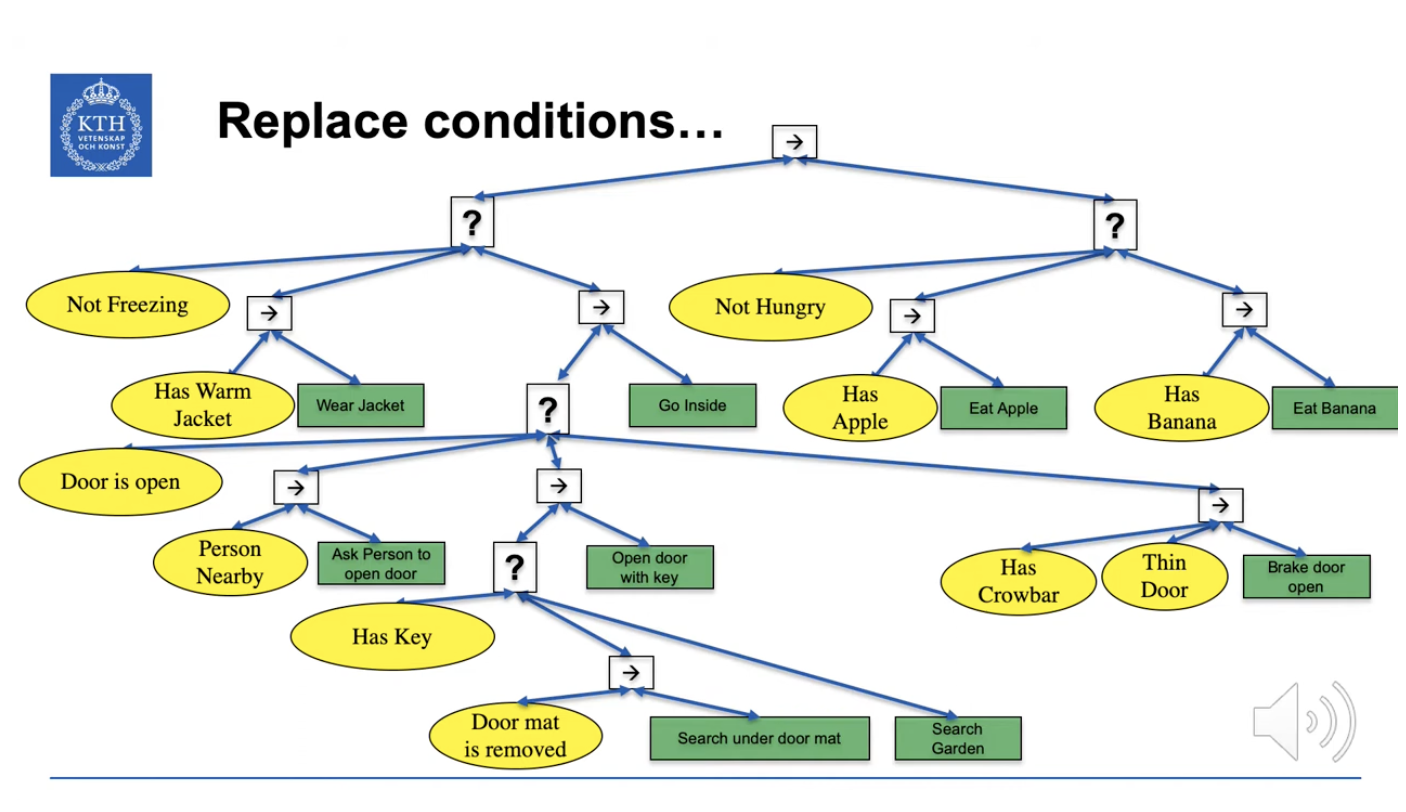 KTH
VETENSKAP
OCH KONST
Replace conditions…
→
?
?
Not Freezing
→
→
Not Hungry
→
→
Has Warm
Jacket
Wear Jacket
?
Go Inside
Has
Apple
Eat Apple
Has
Banana
Eat Banana
Door is open
→
→
→
Person
Nearby
Ask Person to
open door
?
Open door
with key
Has
Crowbar
Thin
Door
Brake door
open
Has Key
→
Door mat
is removed
Search under door mat
Search
Garden